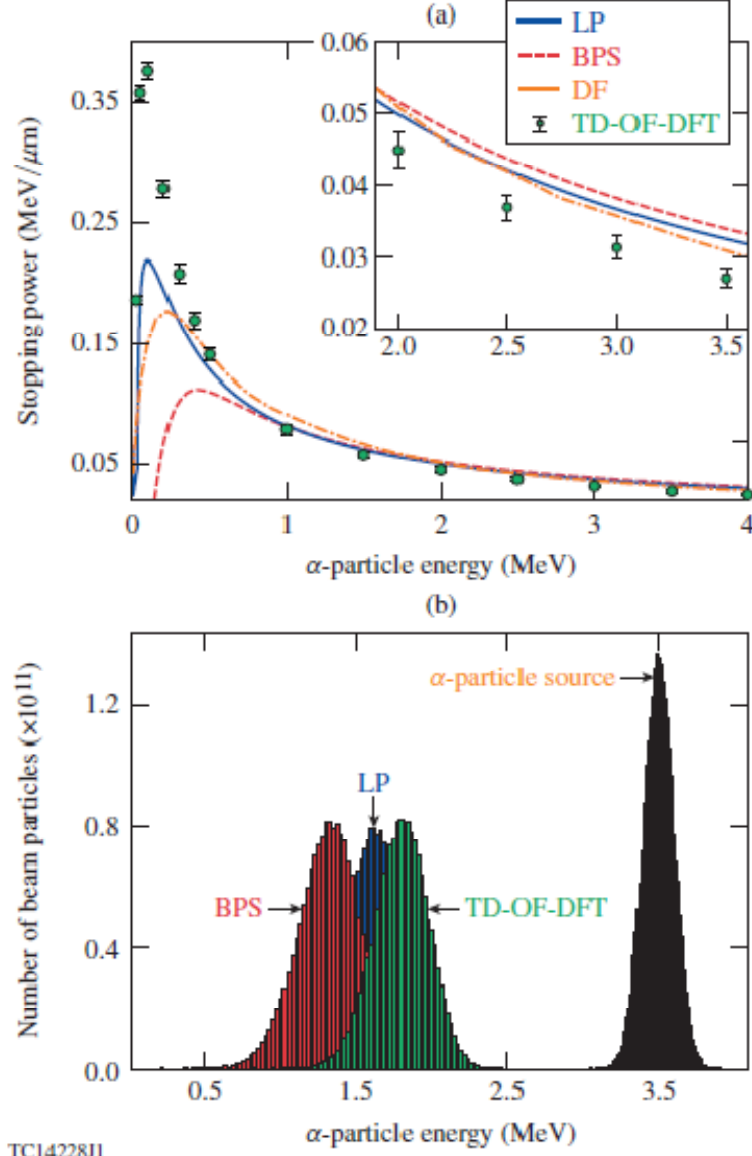 (a)
LP
BPS
DF
TD-OF-DFT
0.06
0.05
0.04
0.03
0.02
2.0 2.5 3.0 3.5
0.35
0.25
0.15
0.05
Stopping power (MeV/μm)
0 1 2 3 4
α-particle energy (MeV)
(b)
α-particle source
LP
BPS
TD-OF-DFT
1.2
0.8
0.4
0.0
Number of beam particles (×10¹¹)
0.5 1.5 2.5 3.5
α-particle energy (MeV)
TC14228J1